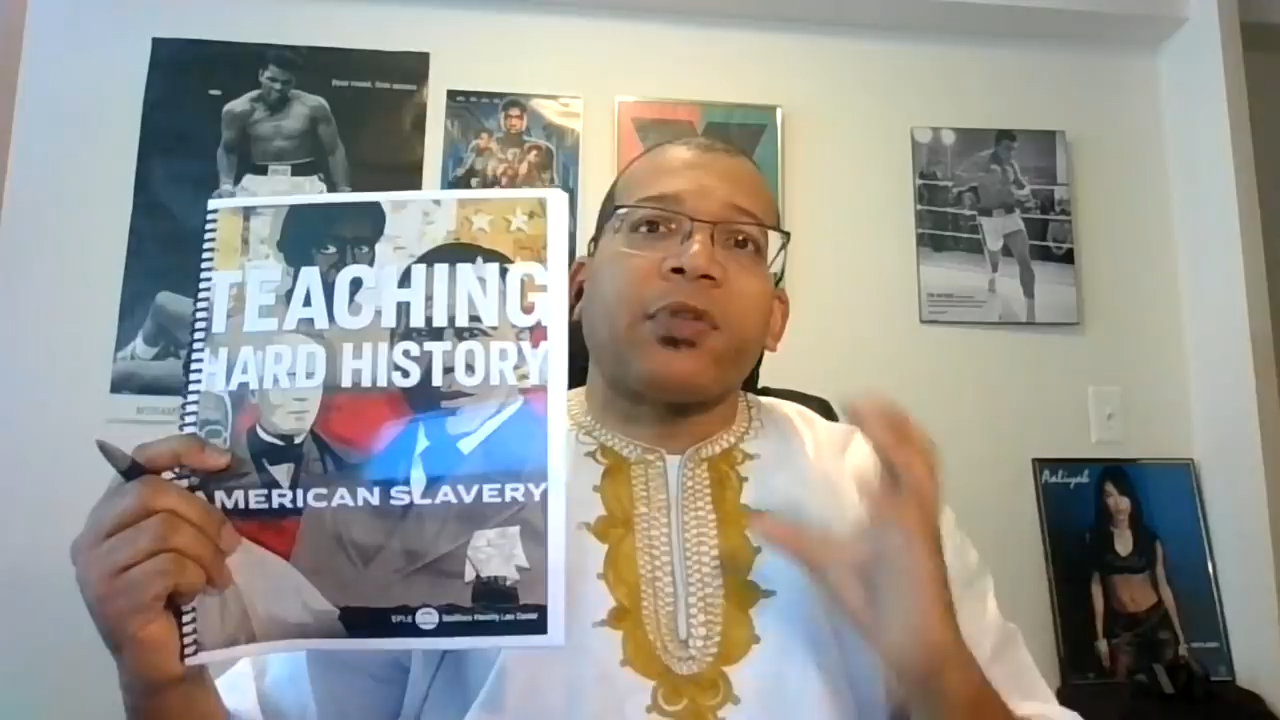 TEACHING
HARD HISTORY
AMERICAN SLAVERY
SPLC Southern Poverty Law Center
Aaliyah